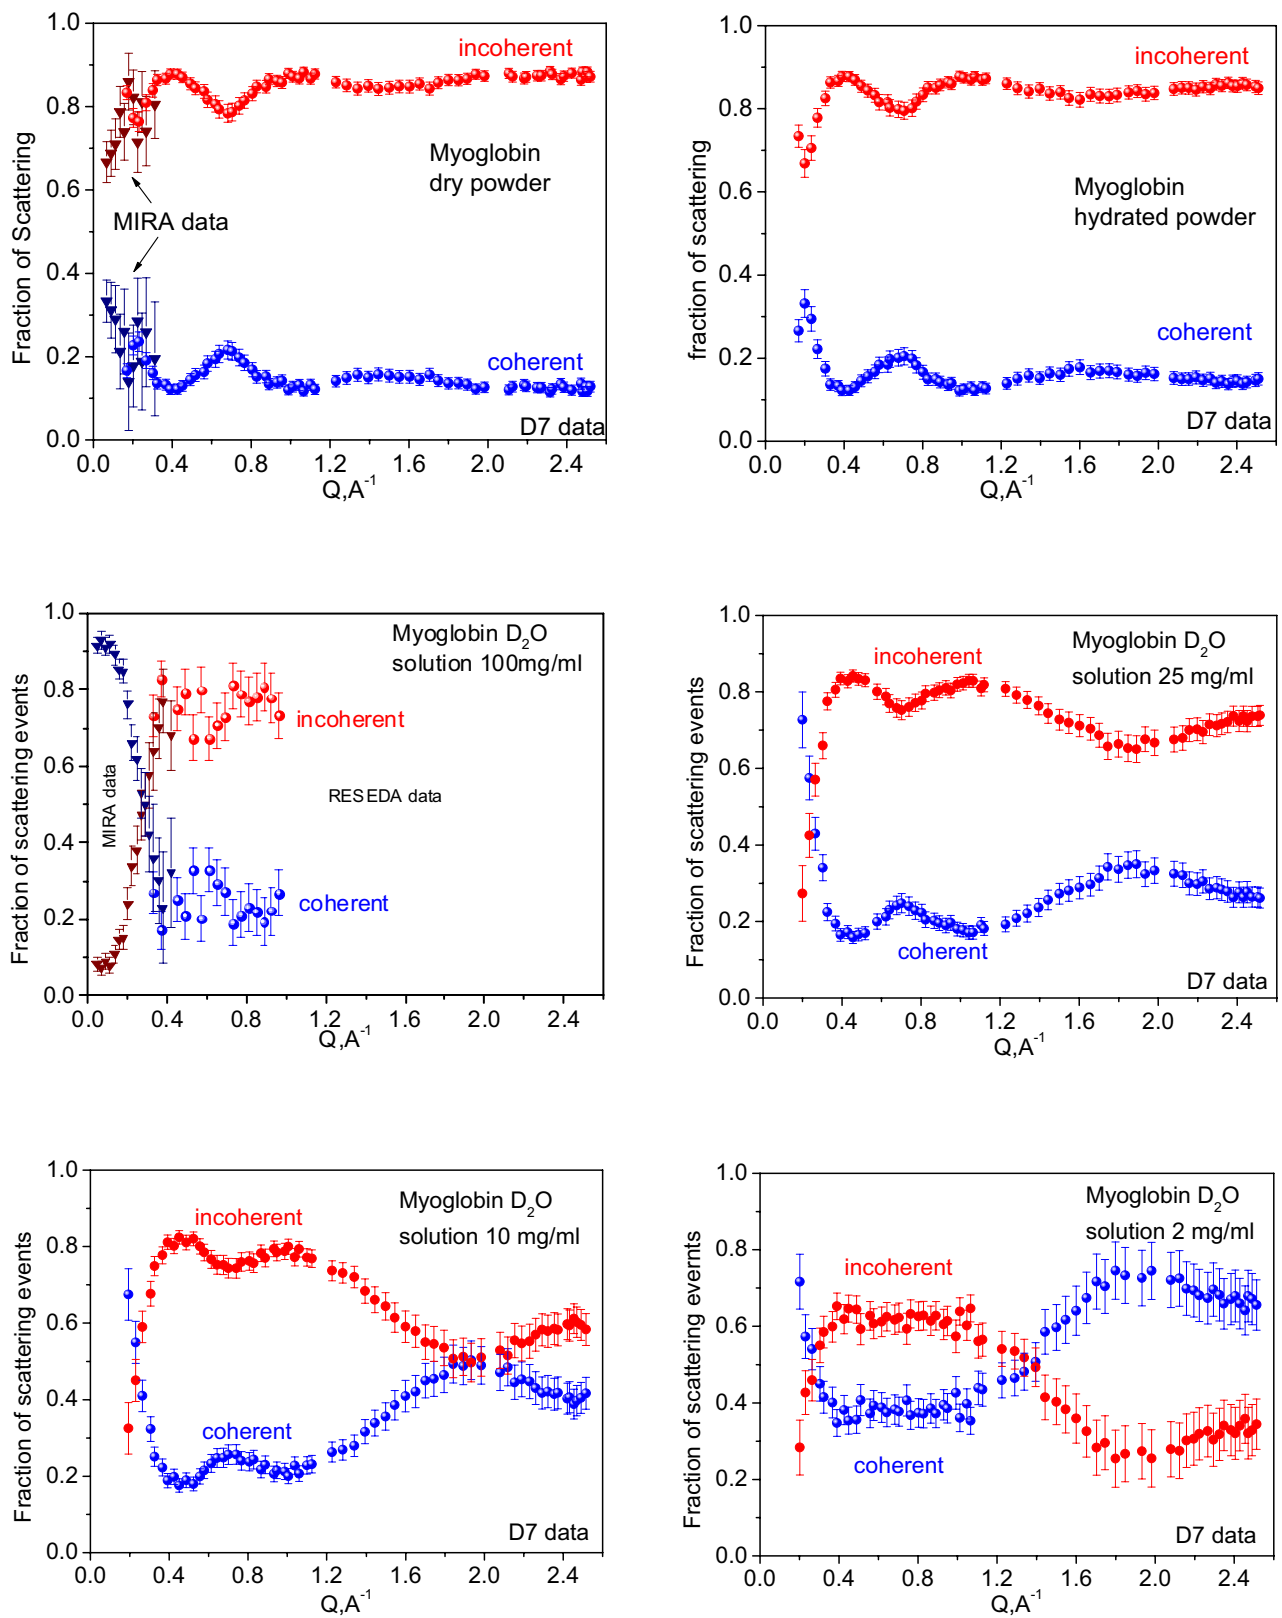 Fraction of Scattering
1.0
0.8
0.6
0.4
0.2
0.0
incoherent
Myoglobin
dry powder
MIRA data
coherent
D7 data
0.0 0.4 0.8 1.2 1.6 2.0 2.4
Q,A⁻¹
fraction of scattering
1.0
0.8
0.6
0.4
0.2
0.0
incoherent
Myoglobin
hydrated powder
coherent
D7 data
0.0 0.4 0.8 1.2 1.6 2.0 2.4
Q,A⁻¹
Fraction of scattering events
1.0
0.8
0.6
0.4
0.2
0.0
Myoglobin D₂O
solution 100mg/ml
incoherent
MIRA data
RESEDA data
coherent
0.0 0.4 0.8 1.2 1.6 2.0 2.4
Q,A⁻¹
Fraction of scattering events
1.0
0.8
0.6
0.4
0.2
0.0
Myoglobin D₂O
incoherent
solution 25 mg/ml
coherent
D7 data
0.0 0.4 0.8 1.2 1.6 2.0 2.4
Q,A⁻¹
Fraction of scattering events
1.0
0.8
0.6
0.4
0.2
0.0
Myoglobin D₂O
incoherent
solution 10 mg/ml
coherent
D7 data
0.0 0.4 0.8 1.2 1.6 2.0 2.4
Q,A⁻¹
Fraction of scattering events
1.0
0.8
0.6
0.4
0.2
0.0
Myoglobin D₂O
solution 2 mg/ml
incoherent
coherent
D7 data
0.0 0.4 0.8 1.2 1.6 2.0 2.4
Q,A⁻¹